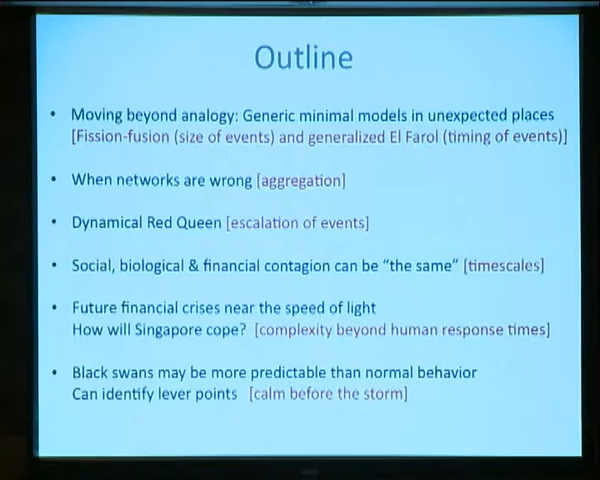 Outline
• Moving beyond analogy: Generic minimal models in unexpected places
[Fission-fusion (size of events) and generalized El Farol (timing of events)]
• When networks are wrong [aggregation]
• Dynamical Red Queen [escalation of events]
• Social, biological & financial contagion can be “the same” [timescales]
• Future financial crises near the speed of light
How will Singapore cope? [complexity beyond human response times]
• Black swans may be more predictable than normal behavior
Can identify lever points [calm before the storm]